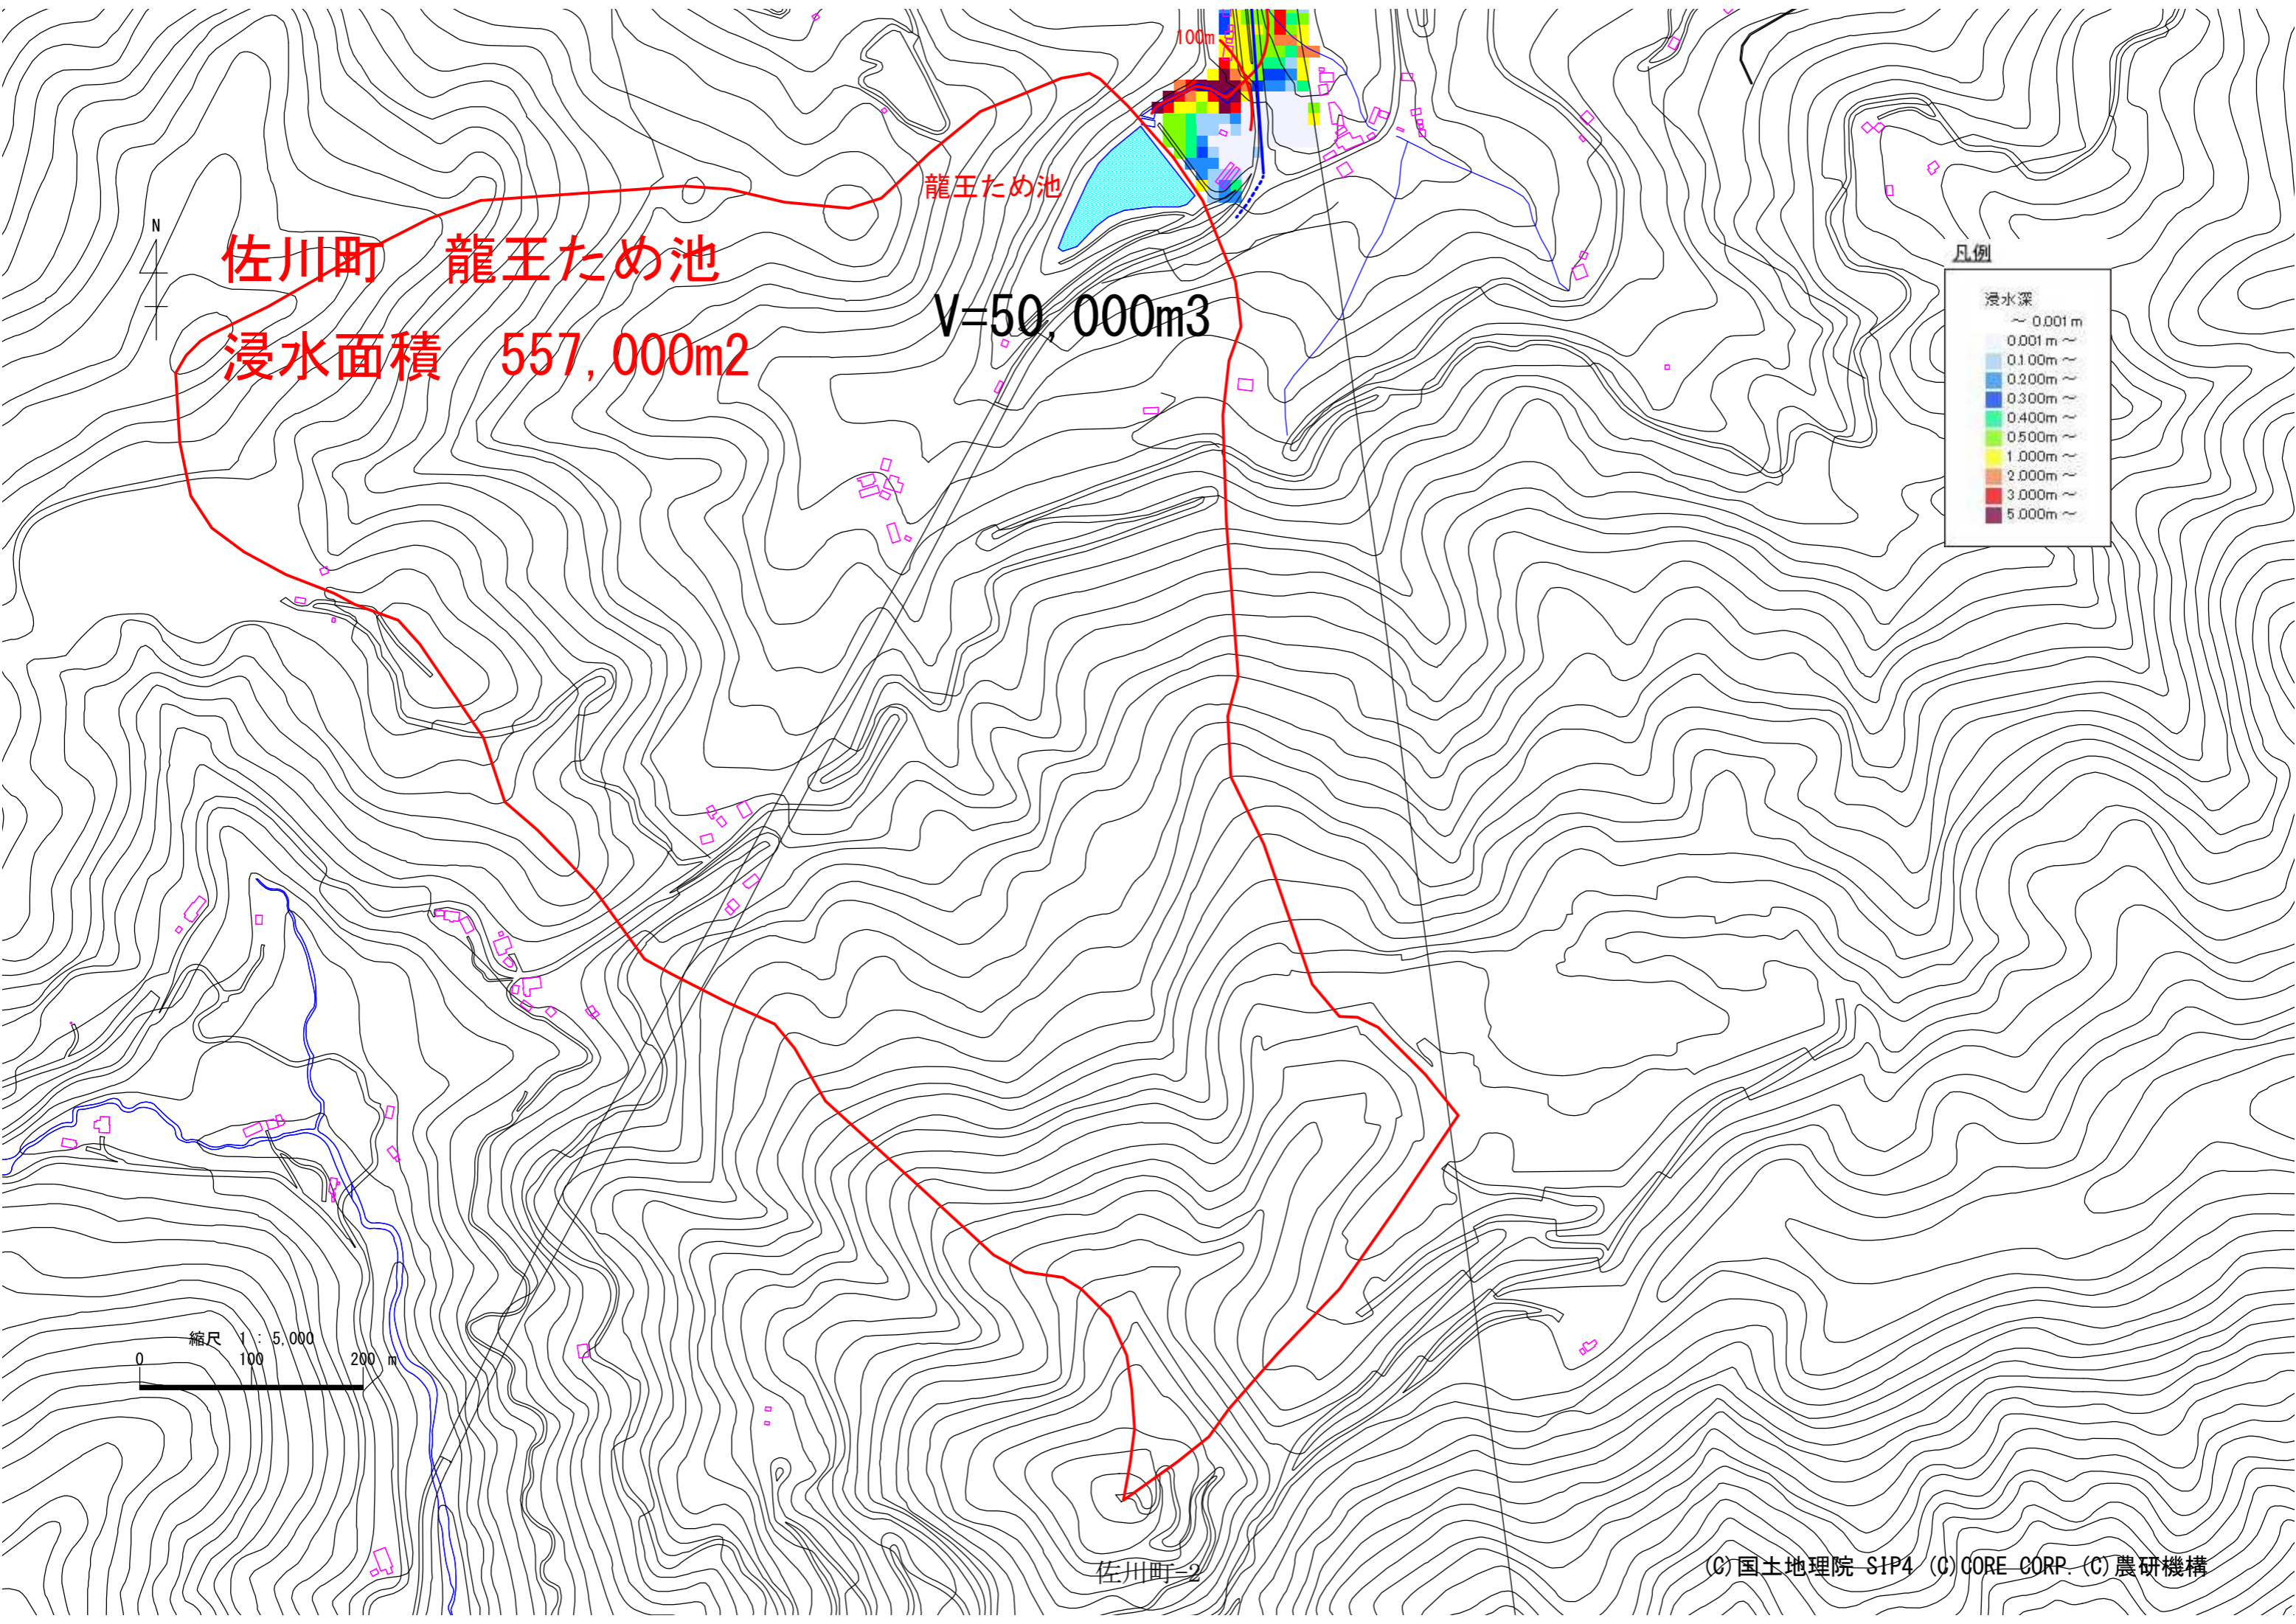 100m
龍王ため池
N
佐川町 龍王ため池
V=50,000m3
浸水面積 557,000m2
凡例
浸水深
～ 0.001 m
0.001 m ～
0.100m ～
0.200m ～
0.300m ～
0.400m ～
0.500m ～
1.000m ～
2.000m ～
3.000m ～
5.000m ～
縮尺 1 : 5,000
0 100 200 m
佐川町-2
(C)国土地理院 SIP4 (C)CORE CORP. (C)農研機構